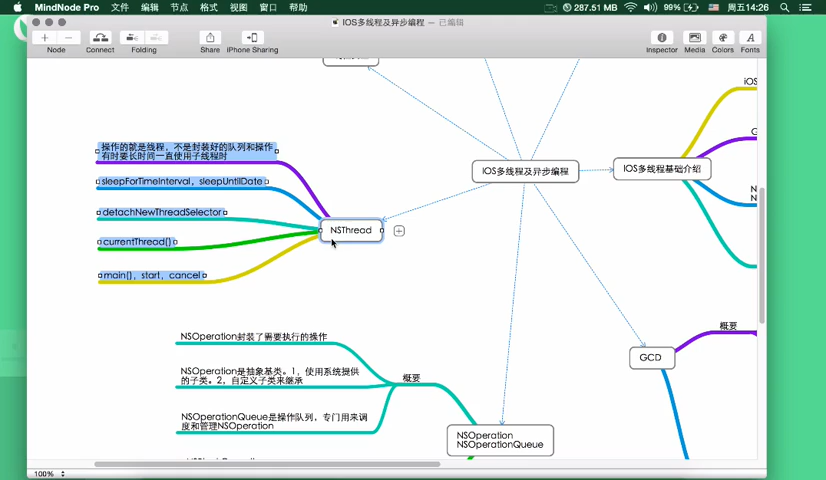 MindNode Pro 文件 编辑 节点 格式 视图 窗口 帮助
287.51 MB 99% 周五14:26
IOS多线程及异步编程 — 已编辑
Node Connect Folding Share iPhone Sharing Inspector Media Colors Fonts
操作的就是线程，不是封装好的队列和操作
有时要长时间一直使用子线程时
sleepForTimeInterval，sleepUntilDate
detachNewThreadSelector
currentThread()
main()，start，cancel
NSThread
IOS多线程及异步编程
IOS多线程基础介绍
iOS
G
N
N
NSOperation封装了需要执行的操作
NSOperation是抽象基类。1，使用系统提供
的子类。2，自定义子类来继承
NSOperationQueue是操作队列，专门用来调
度和管理NSOperation
概要
NSOperation
NSOperationQueue
GCD
概要
100%